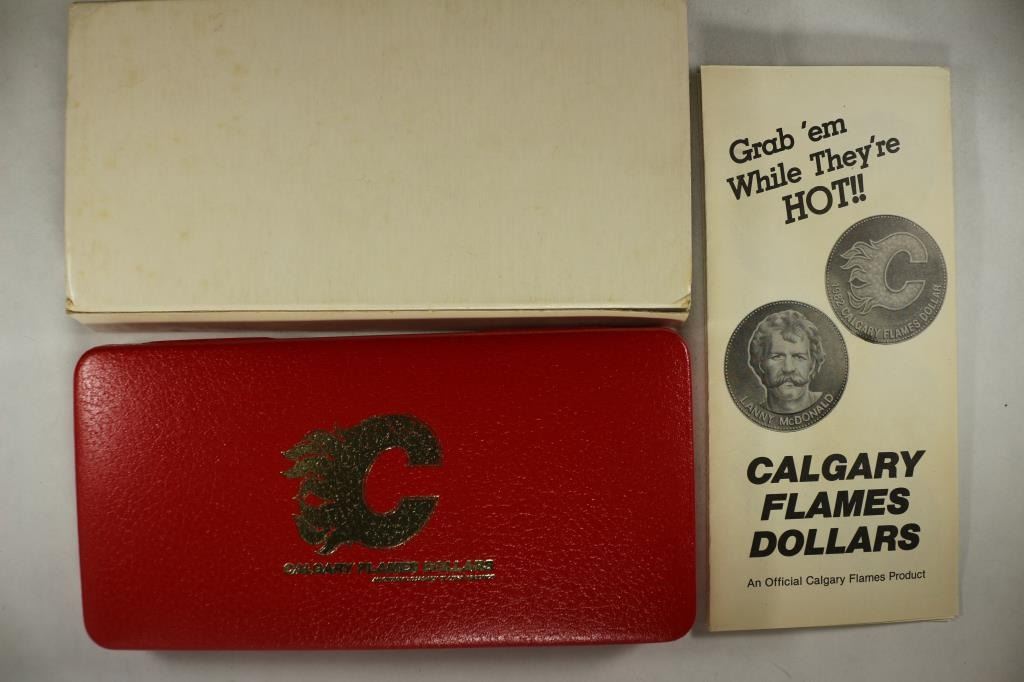 Grab 'em
While They're
HOT!!
1982 CALGARY FLAMES DOLLAR
LANNY McDONALD
CALGARY
FLAMES
DOLLARS
An Official Calgary Flames Product
C
CALGARY FLAMES DOLLARS